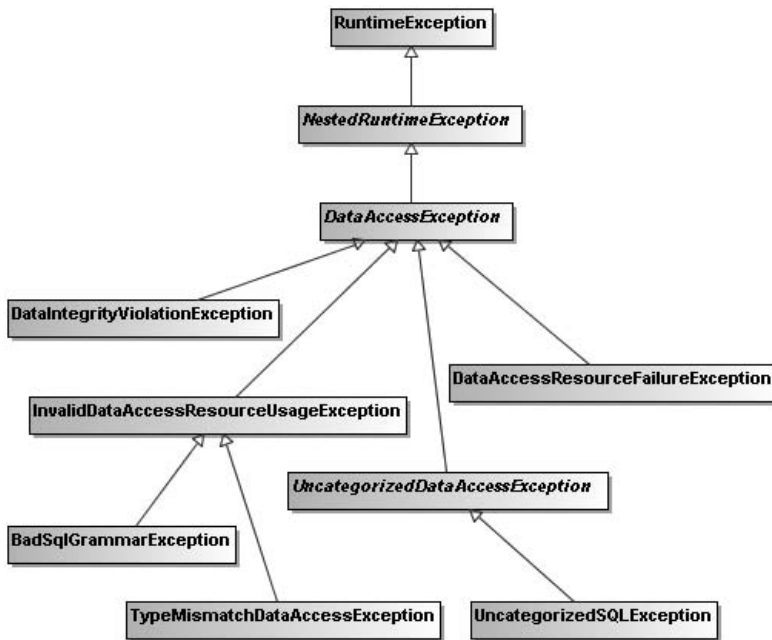 RuntimeException
NestedRuntimeException
DataAccessException
DataIntegrityViolationException
DataAccessResourceFailureException
InvalidDataAccessResourceUsageException
UncategorizedDataAccessException
BadSqlGrammarException
TypeMismatchDataAccessException
UncategorizedSQLException